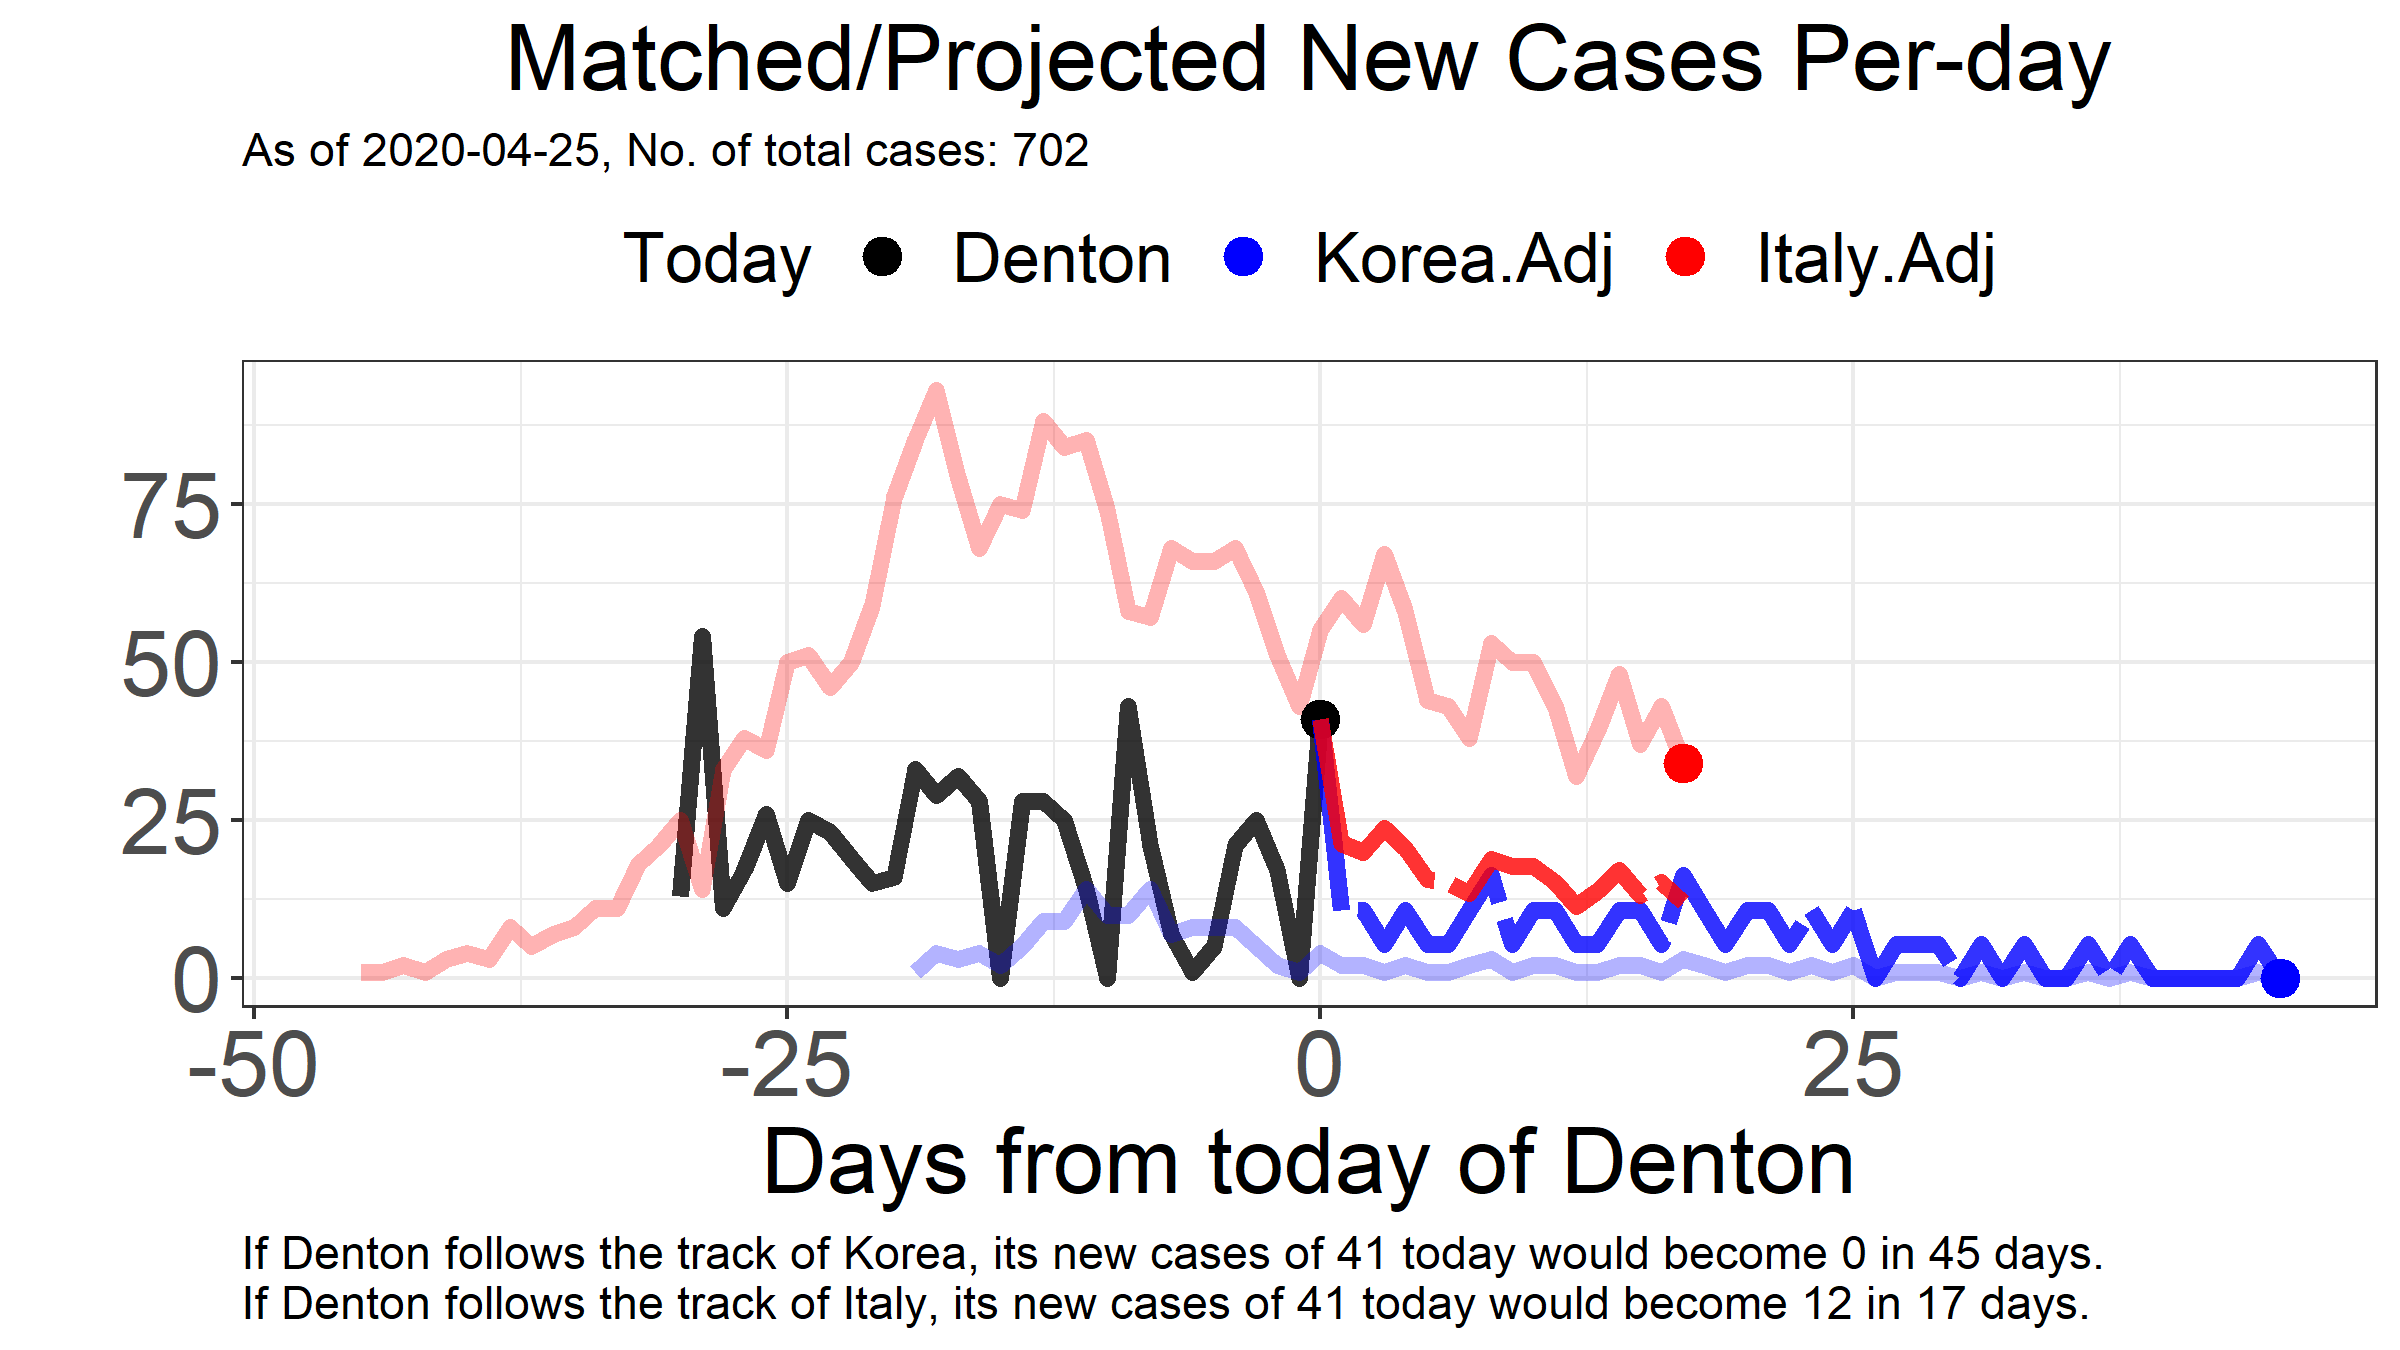 Matched/Projected New Cases Per-day
As of 2020-04-25, No. of total cases: 702
Today Denton Korea.Adj Italy.Adj
75
50
25
0
-50 -25 0 25
Days from today of Denton
If Denton follows the track of Korea, its new cases of 41 today would become 0 in 45 days.
If Denton follows the track of Italy, its new cases of 41 today would become 12 in 17 days.